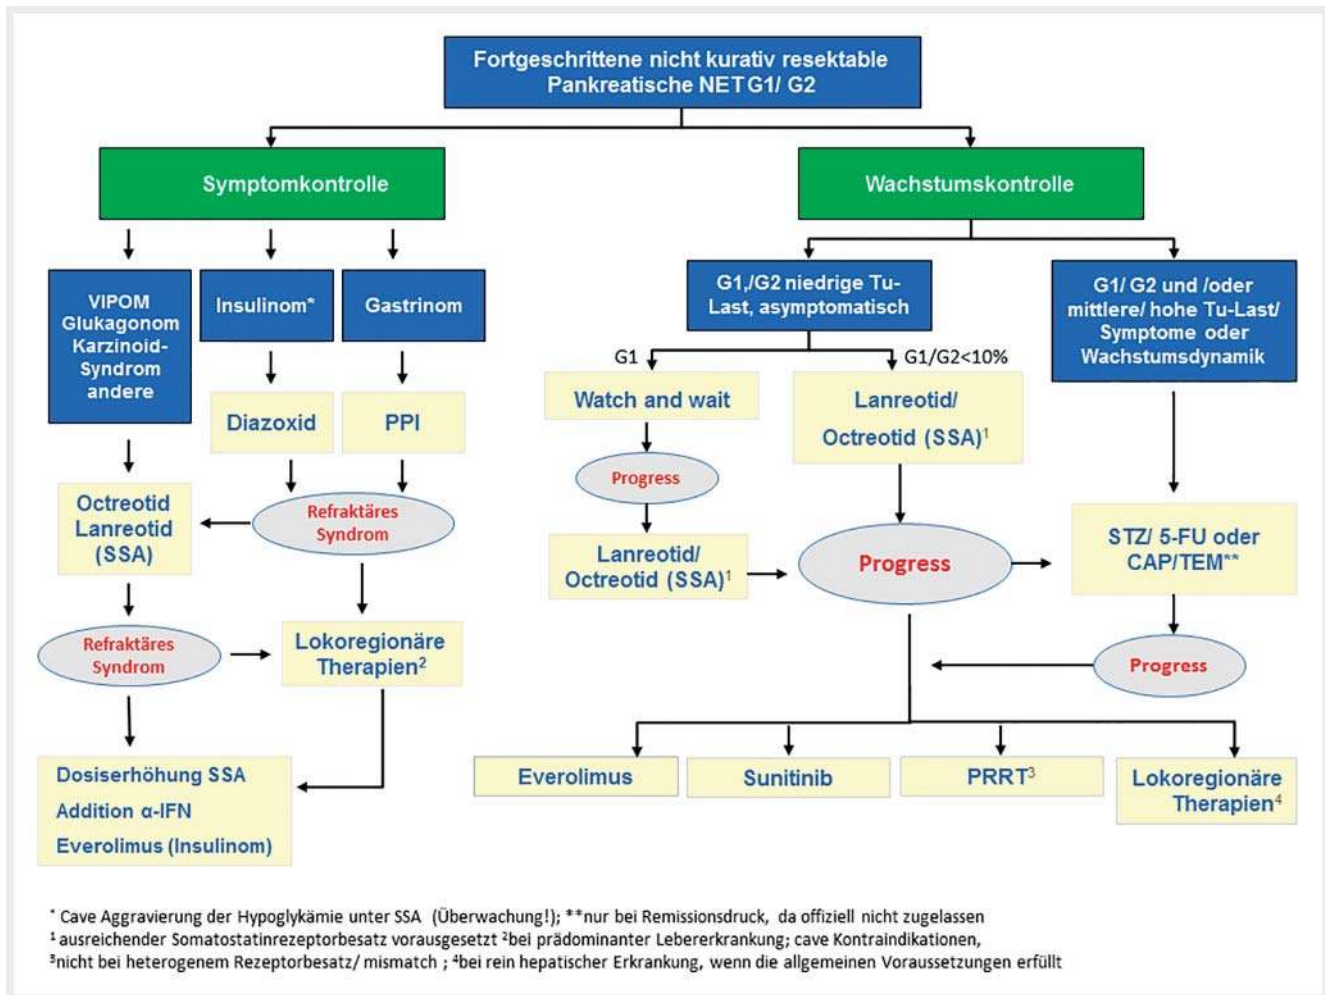 Fortgeschrittene nicht kurativ resektable
Pankreatische NET G1/ G2
Symptomkontrolle
Wachstumskontrolle
VIPOM
Glukagonom
Karzinoid-
Syndrom
andere
Insulinom*
Gastrinom
G1,/G2 niedrige Tu-
Last, asymptomatisch
G1/ G2 und /oder
mittlere/ hohe Tu-Last/
Symptome oder
Wachstumsdynamik
G1
G1/G2<10%
Diazoxid
PPI
Watch and wait
Lanreotid/
Octreotid (SSA)¹
Progress
Octreotid
Lanreotid
(SSA)
Refraktäres
Syndrom
Lanreotid/
Octreotid (SSA)¹
Progress
STZ/ 5-FU oder
CAP/TEM**
Refraktäres
Syndrom
Lokoregionäre
Therapien²
Progress
Dosiserhöhung SSA
Addition α-IFN
Everolimus (Insulinom)
Everolimus
Sunitinib
PRRT³
Lokoregionäre
Therapien⁴
* Cave Aggravierung der Hypoglykämie unter SSA (Überwachung!); **nur bei Remissionsdruck, da offiziell nicht zugelassen
¹ ausreichender Somatostatinrezeptorbesatz vorausgesetzt ²bei prädominanter Lebererkrankung; cave Kontraindikationen,
³nicht bei heterogenem Rezeptorbesatz/ mismatch ; ⁴bei rein hepatischer Erkrankung, wenn die allgemeinen Voraussetzungen erfüllt